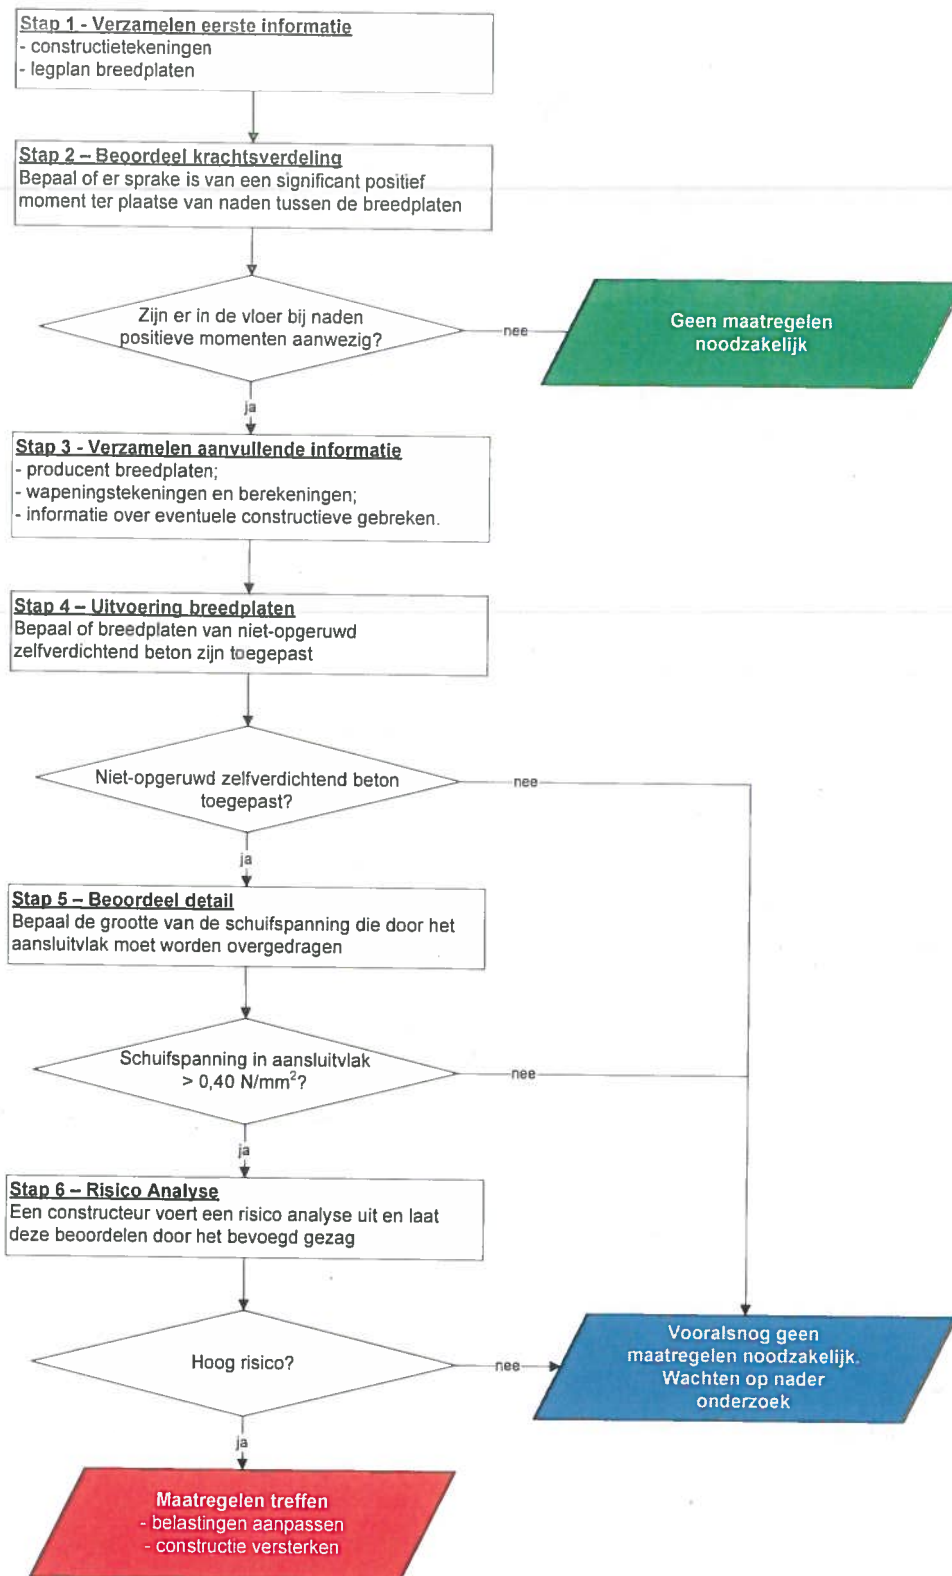 Stap 1 - Verzamelen eerste informatie
- constructietekeningen
- legplan breedplaten
Stap 2 – Beoordeel krachtsverdeling
Bepaal of er sprake is van een significant positief
moment ter plaatse van naden tussen de breedplaten
Zijn er in de vloer bij naden
positieve momenten aanwezig?
nee
Geen maatregelen
noodzakelijk
ja
Stap 3 - Verzamelen aanvullende informatie
- producent breedplaten;
- wapeningstekeningen en berekeningen;
- informatie over eventuele constructieve gebreken.
Stap 4 – Uitvoering breedplaten
Bepaal of breedplaten van niet-opgeruwd
zelfverdichtend beton zijn toegepast
Niet-opgeruwd zelfverdichtend beton
toegepast?
nee
ja
Stap 5 – Beoordeel detail
Bepaal de grootte van de schuifspanning die door het
aansluitvlak moet worden overgedragen
Schuifspanning in aansluitvlak
> 0,40 N/mm²?
nee
ja
Stap 6 – Risico Analyse
Een constructeur voert een risico analyse uit en laat
deze beoordelen door het bevoegd gezag
Hoog risico?
nee
Vooralsnog geen
maatregelen noodzakelijk.
Wachten op nader
onderzoek
ja
Maatregelen treffen
- belastingen aanpassen
- constructie versterken